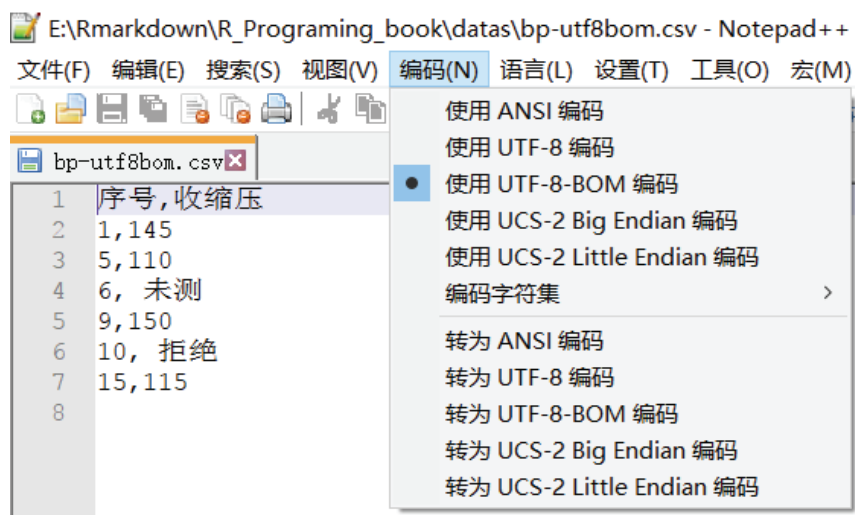 E:\Rmarkdown\R_Programing_book\datas\bp-utf8bom.csv - Notepad++
文件(F) 编辑(E) 搜索(S) 视图(V) 编码(N) 语言(L) 设置(T) 工具(O) 宏(M)
bp-utf8bom.csv
1 序号,收缩压
2 1,145
3 5,110
4 6, 未测
5 9,150
6 10, 拒绝
7 15,115
8
使用 ANSI 编码
使用 UTF-8 编码
使用 UTF-8-BOM 编码
使用 UCS-2 Big Endian 编码
使用 UCS-2 Little Endian 编码
编码字符集
转为 ANSI 编码
转为 UTF-8 编码
转为 UTF-8-BOM 编码
转为 UCS-2 Big Endian 编码
转为 UCS-2 Little Endian 编码